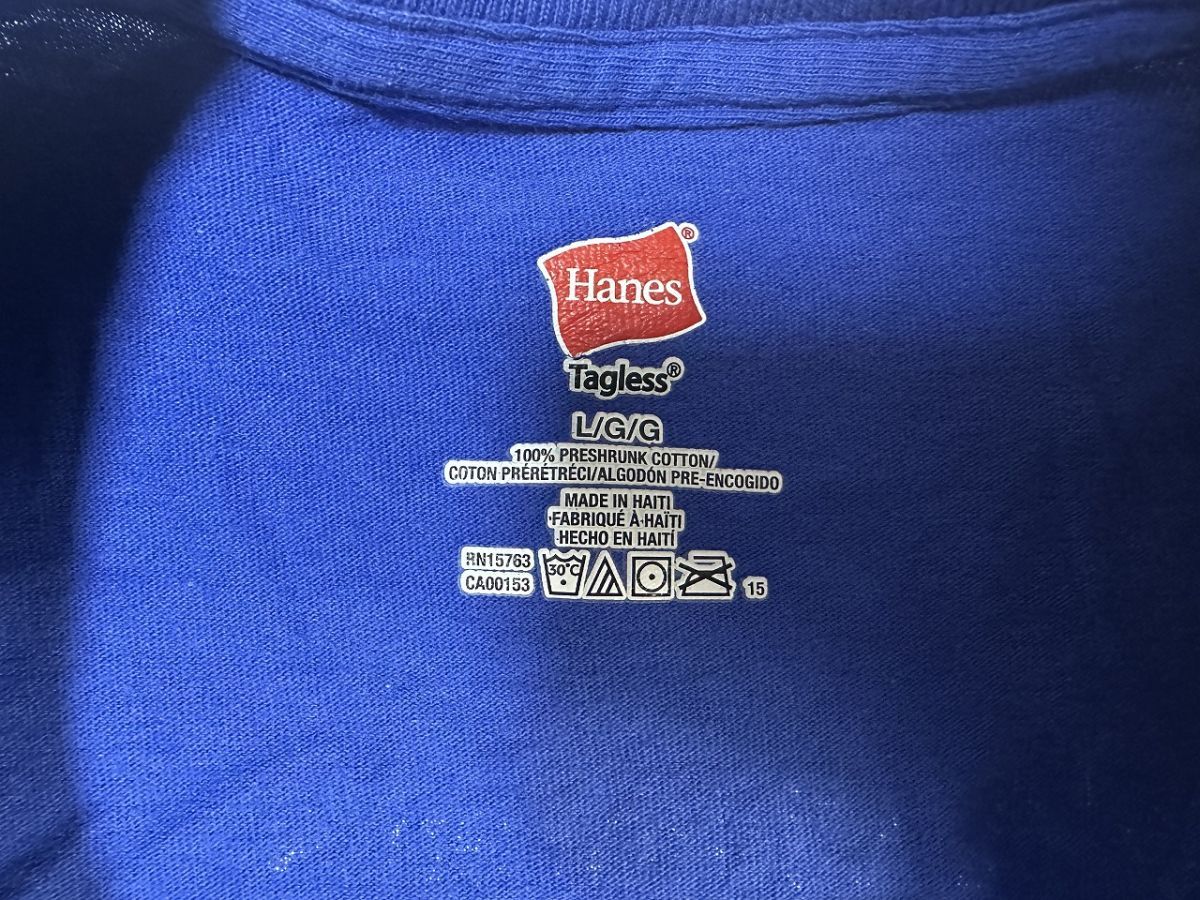 Hanes®
Tagless®
L/G/G
100% PRESHRUNK COTTON/
COTON PRÉRÉTRÉCI/ALGODÓN PRE-ENCOGIDO
MADE IN HAITI
FABRIQUÉ À HAÏTI
HECHO EN HAITÍ
RN15763
CA00153
30°C
15